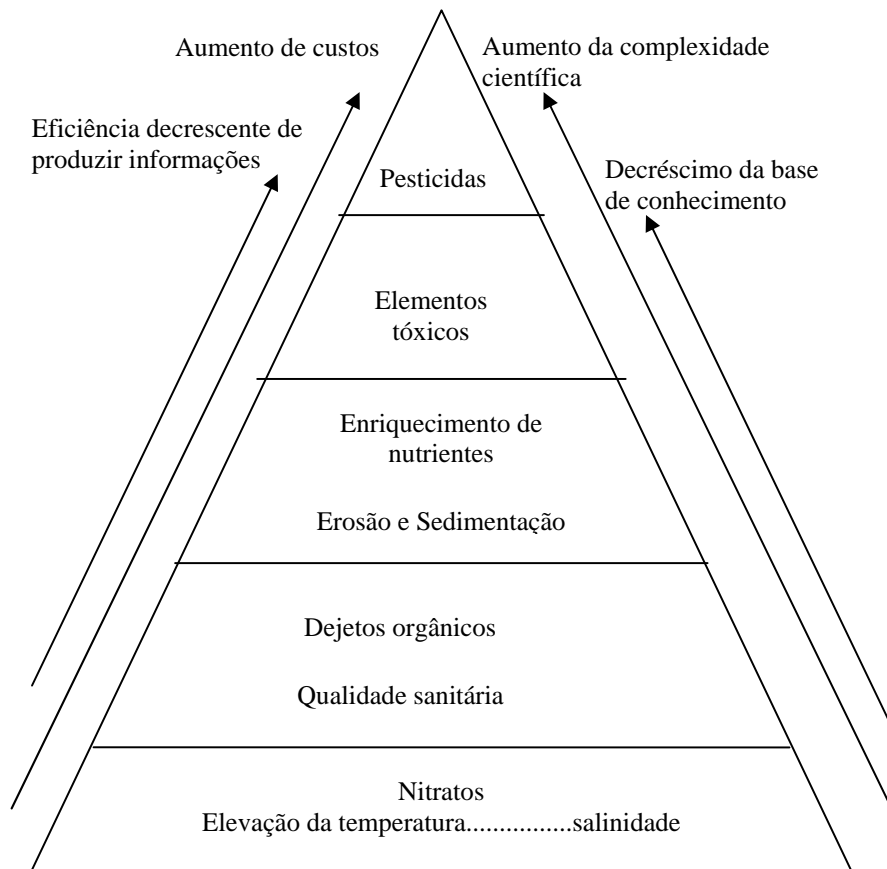 Aumento de custos
Aumento da complexidade
científica
Eficiência decrescente de
produzir informações
Decréscimo da base
de conhecimento
Pesticidas
Elementos
tóxicos
Enriquecimento de
nutrientes
Erosão e Sedimentação
Dejetos orgânicos
Qualidade sanitária
Nitratos
Elevação da temperatura................salinidade